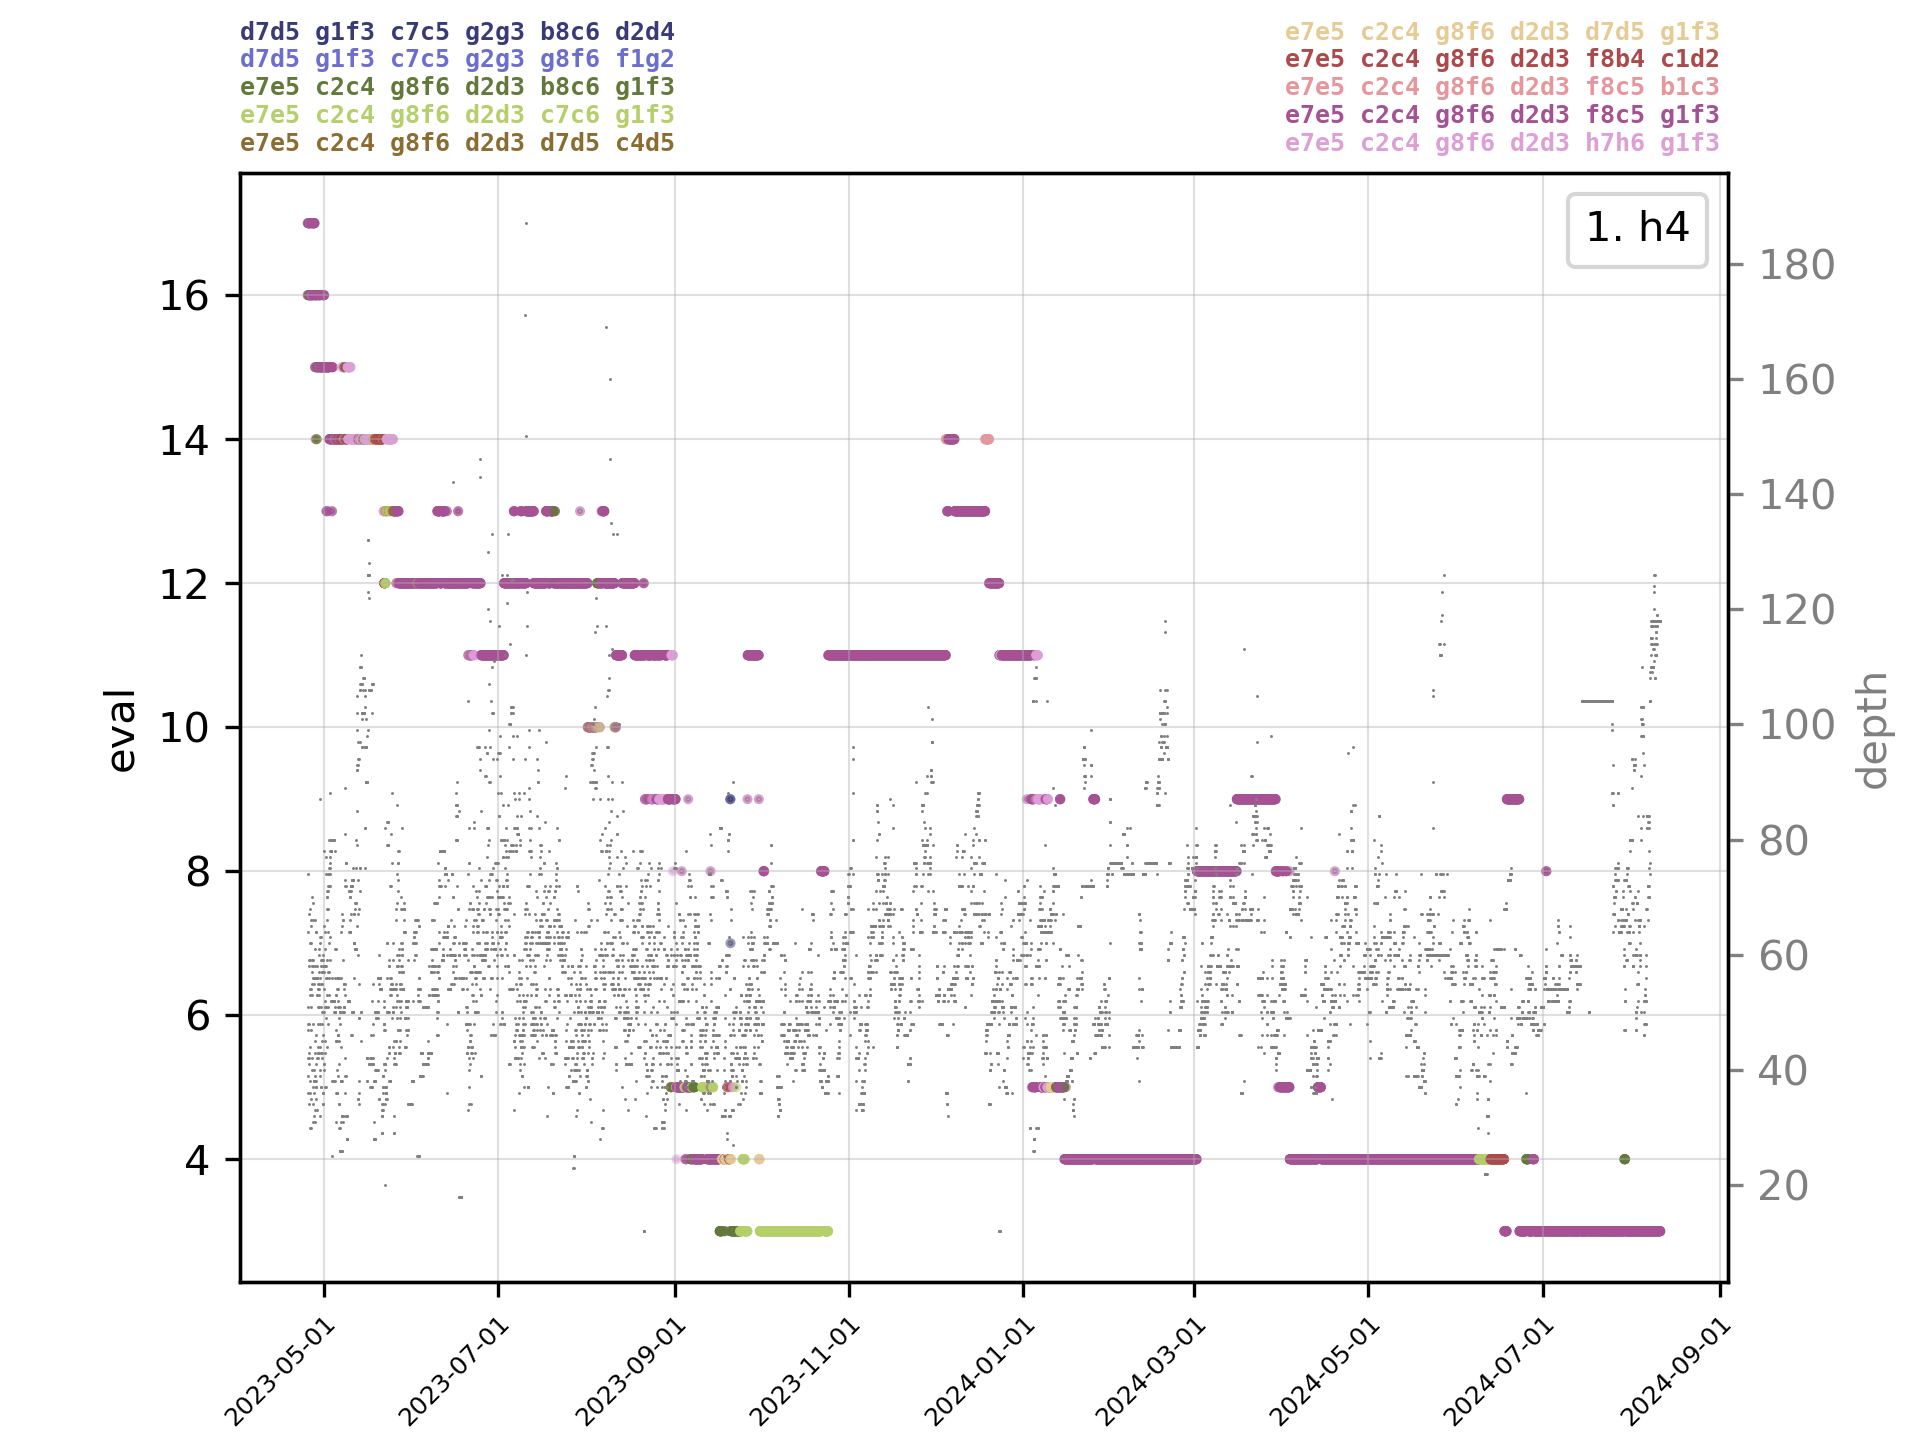 d7d5 g1f3 c7c5 g2g3 b8c6 d2d4
d7d5 g1f3 c7c5 g2g3 g8f6 f1g2
e7e5 c2c4 g8f6 d2d3 b8c6 g1f3
e7e5 c2c4 g8f6 d2d3 c7c6 g1f3
e7e5 c2c4 g8f6 d2d3 d7d5 c4d5
e7e5 c2c4 g8f6 d2d3 d7d5 g1f3
e7e5 c2c4 g8f6 d2d3 f8b4 c1d2
e7e5 c2c4 g8f6 d2d3 f8c5 b1c3
e7e5 c2c4 g8f6 d2d3 f8c5 g1f3
e7e5 c2c4 g8f6 d2d3 h7h6 g1f3
1. h4
eval
16
14
12
10
8
6
4
depth
180
160
140
120
100
80
60
40
20
2023-05-01
2023-07-01
2023-09-01
2023-11-01
2024-01-01
2024-03-01
2024-05-01
2024-07-01
2024-09-01